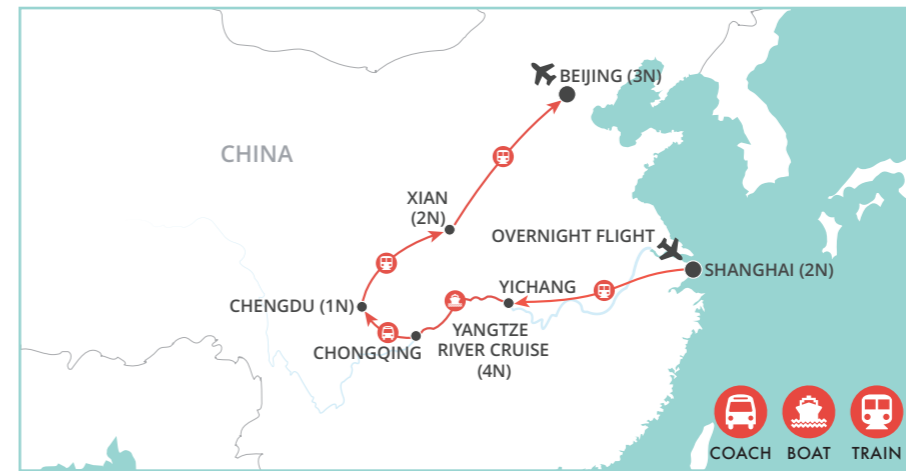 BEIJING (3N)
CHINA
XIAN
(2N)
OVERNIGHT FLIGHT
SHANGHAI (2N)
YICHANG
CHENGDU (1N)
YANGTZE
RIVER CRUISE
(4N)
CHONGQING
COACH
BOAT
TRAIN